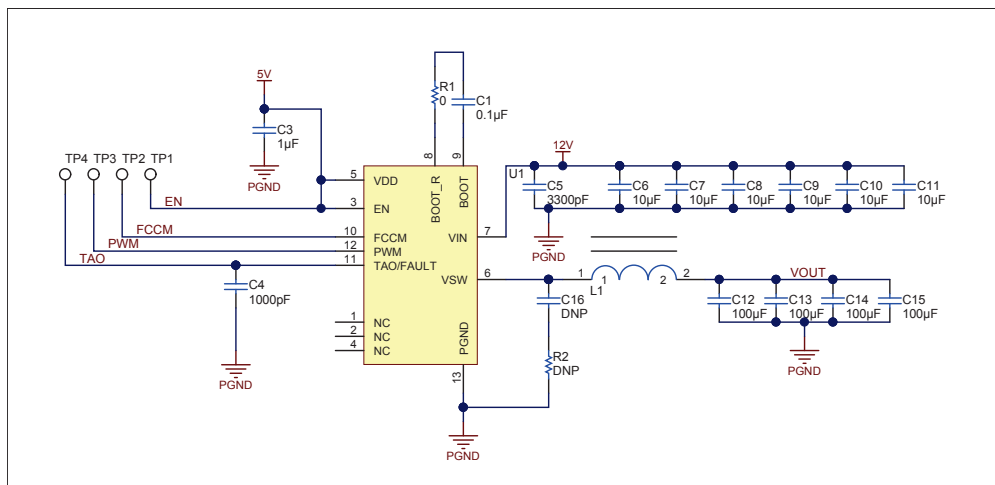 5V
R1
0
C1
0.1µF
C3
1µF
PGND
TP4 TP3 TP2 TP1
EN
FCCM
PWM
TAO
C4
1000pF
PGND
8
9
BOOT_R
BOOT
5
VDD
3
EN
10
FCCM
12
PWM
11
TAO/FAULT
1
NC
2
NC
4
NC
VIN
7
VSW
6
PGND
13
PGND
U1
12V
C5
3300pF
C6
10µF
C7
10µF
C8
10µF
C9
10µF
C10
10µF
C11
10µF
PGND
1
1
2
2
L1
C16
DNP
R2
DNP
VOUT
C12
100µF
C13
100µF
C14
100µF
C15
100µF
PGND